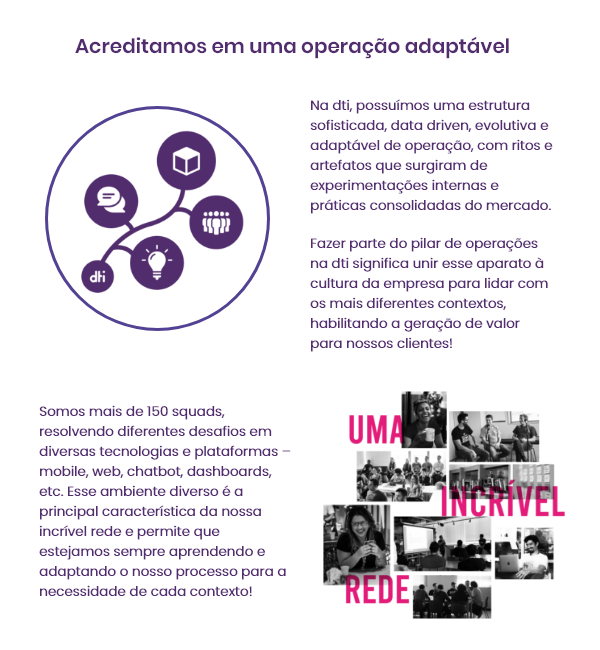 Acreditamos em uma operação adaptável
dti
Na dti, possuímos uma estrutura
sofisticada, data driven, evolutiva e
adaptável de operação, com ritos e
artefatos que surgiram de
experimentações internas e
práticas consolidadas do mercado.
Fazer parte do pilar de operações
na dti significa unir esse aparato à
cultura da empresa para lidar com
os mais diferentes contextos,
habilitando a geração de valor
para nossos clientes!
Somos mais de 150 squads,
resolvendo diferentes desafios em
diversas tecnologias e plataformas –
mobile, web, chatbot, dashboards,
etc. Esse ambiente diverso é a
principal característica da nossa
incrível rede e permite que
estejamos sempre aprendendo e
adaptando o nosso processo para a
necessidade de cada contexto!
UMA
INCRÍVEL
REDE